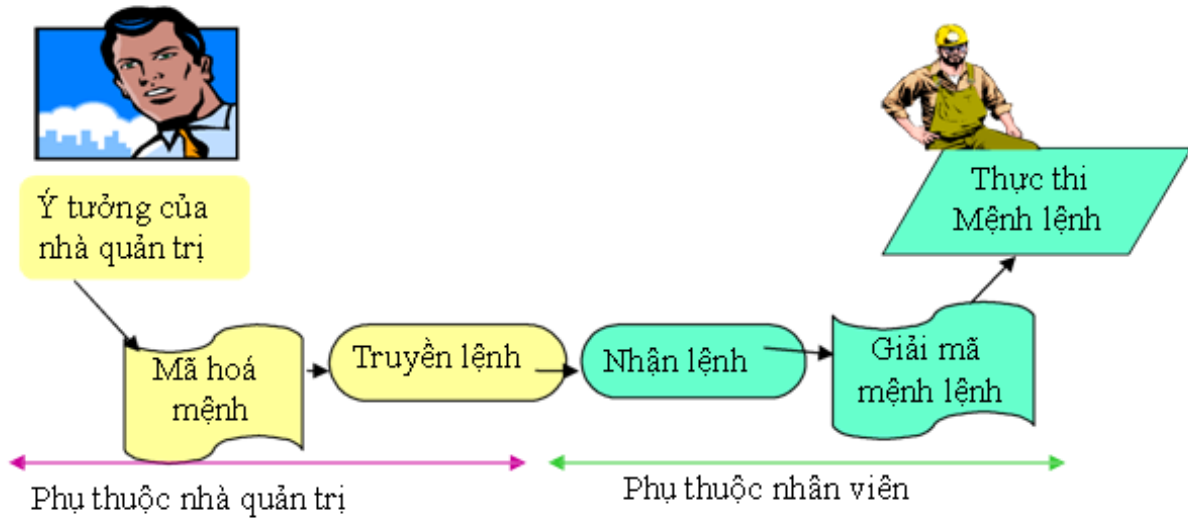 Ý tưởng của
nhà quản trị
Mã hoá
mệnh
Truyền lệnh
Nhận lệnh
Giải mã
mệnh lệnh
Thực thi
Mệnh lệnh
Phụ thuộc nhà quản trị
Phụ thuộc nhân viên